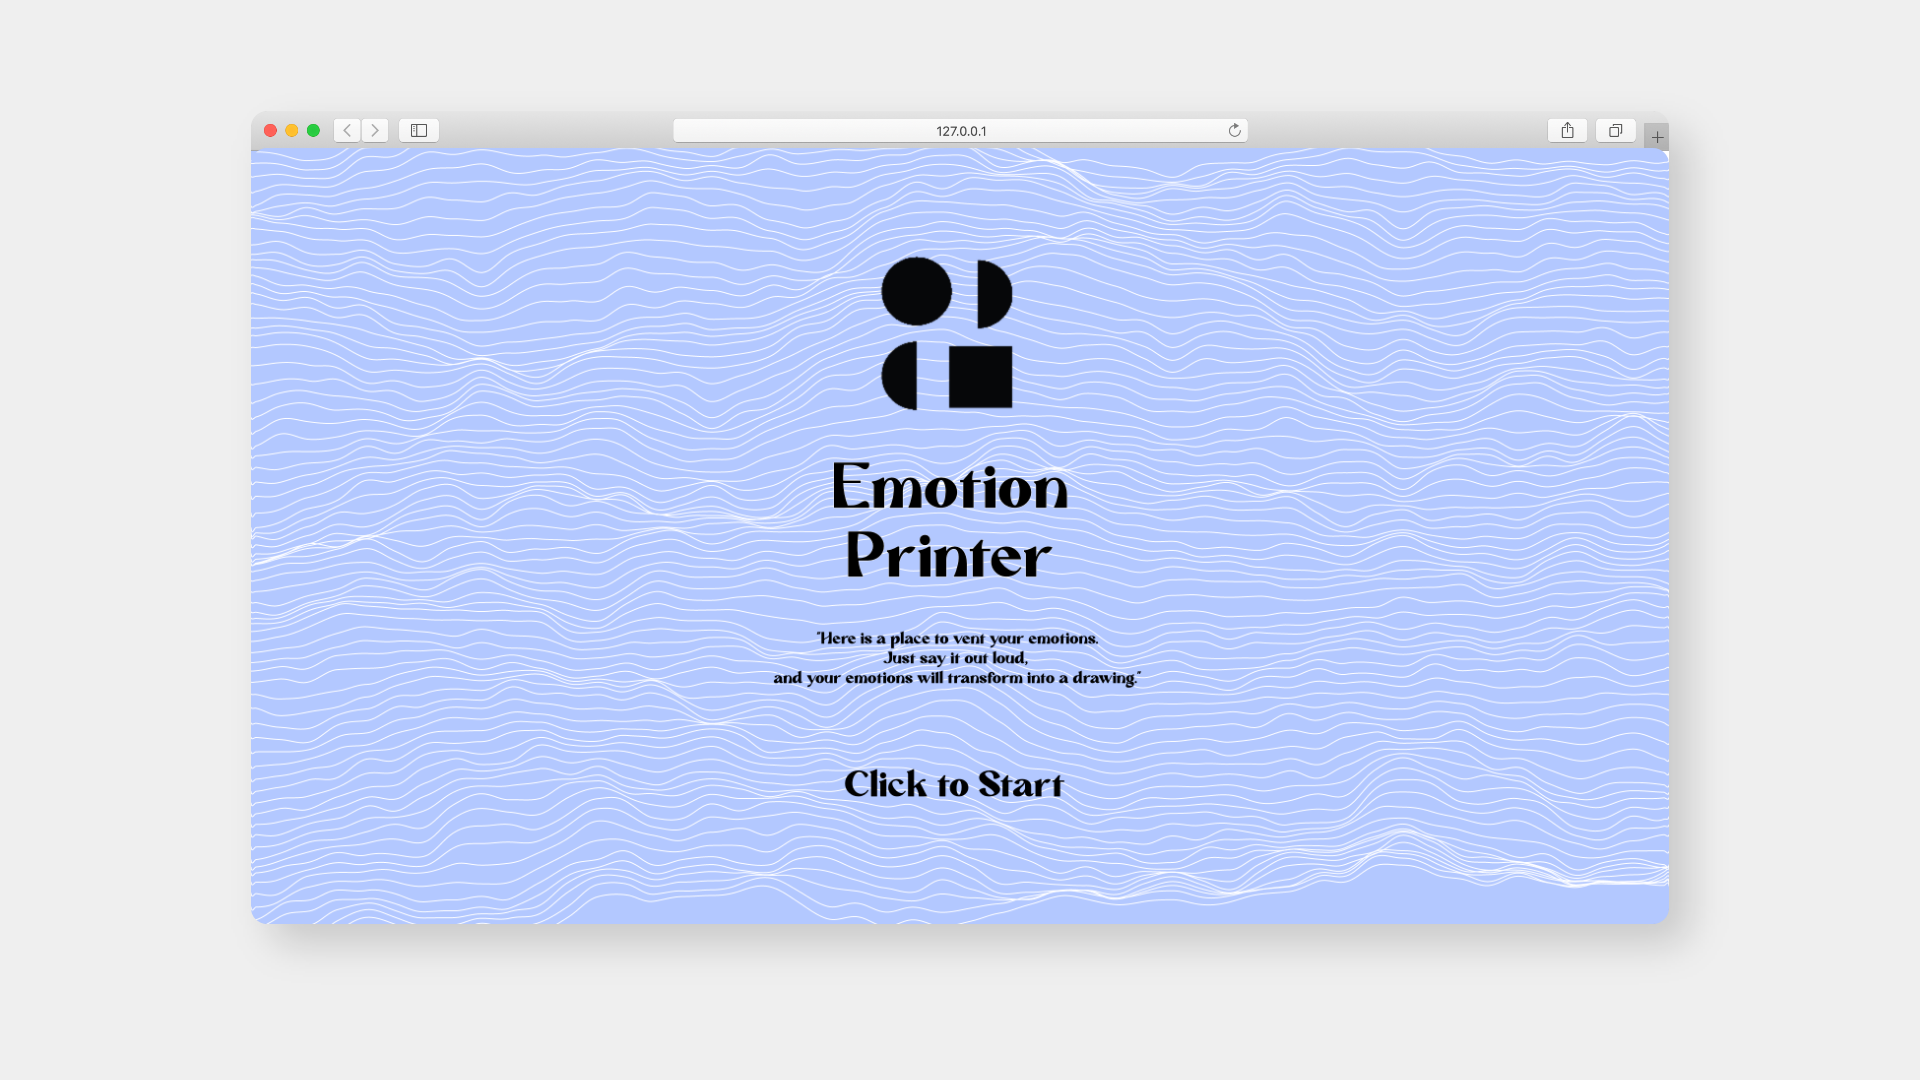 127.0.0.1
Emotion
Printer
"Here is a place to vent your emotions.
Just say it out loud,
and your emotions will transform into a drawing."
Click to Start